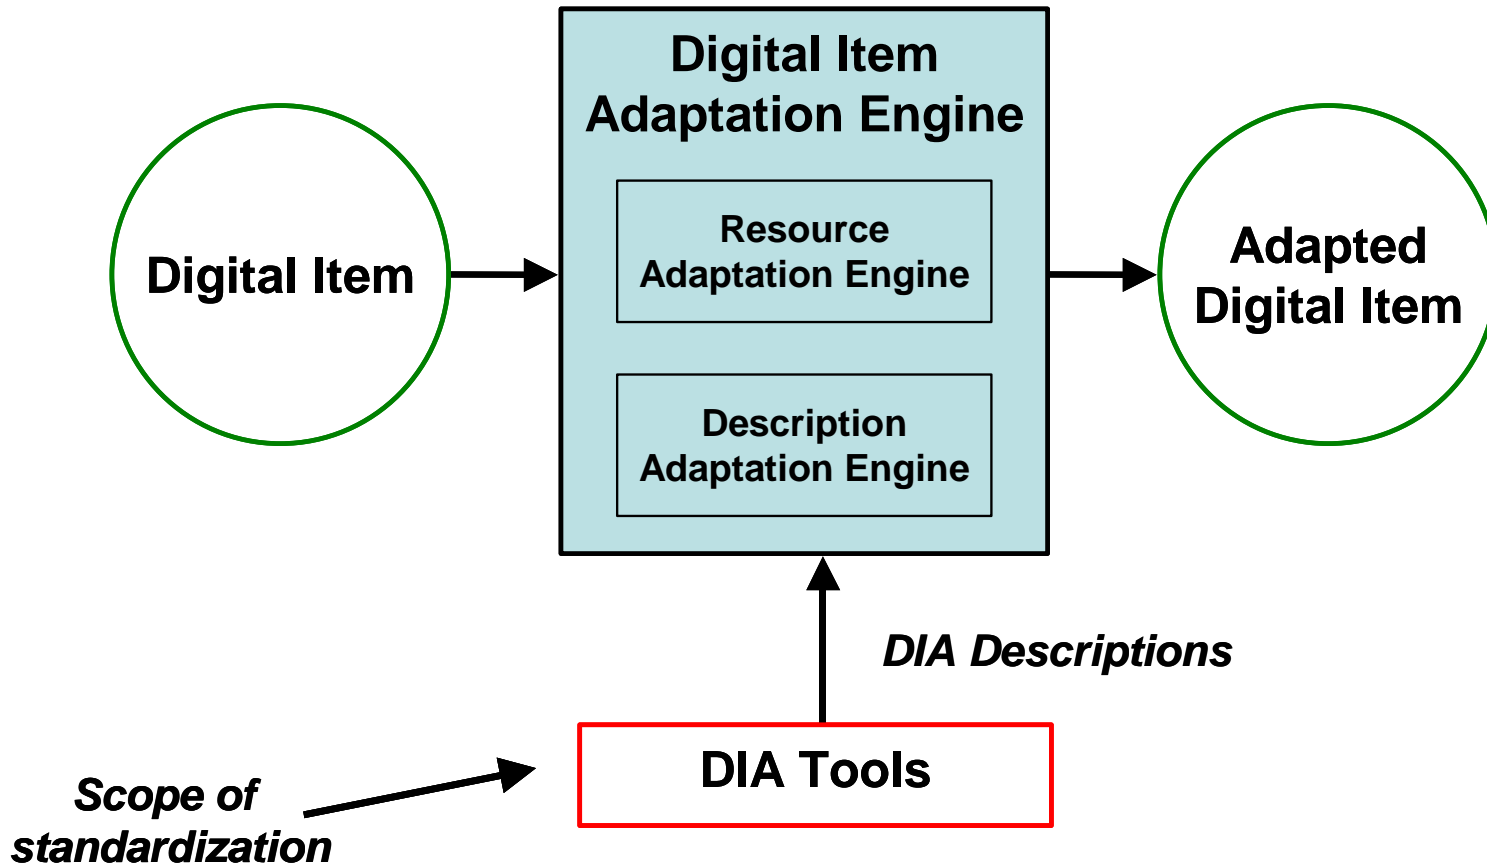 Digital Item
Adaptation Engine
Resource
Adaptation Engine
Description
Adaptation Engine
Digital Item
Adapted
Digital Item
DIA Descriptions
DIA Tools
Scope of
standardization